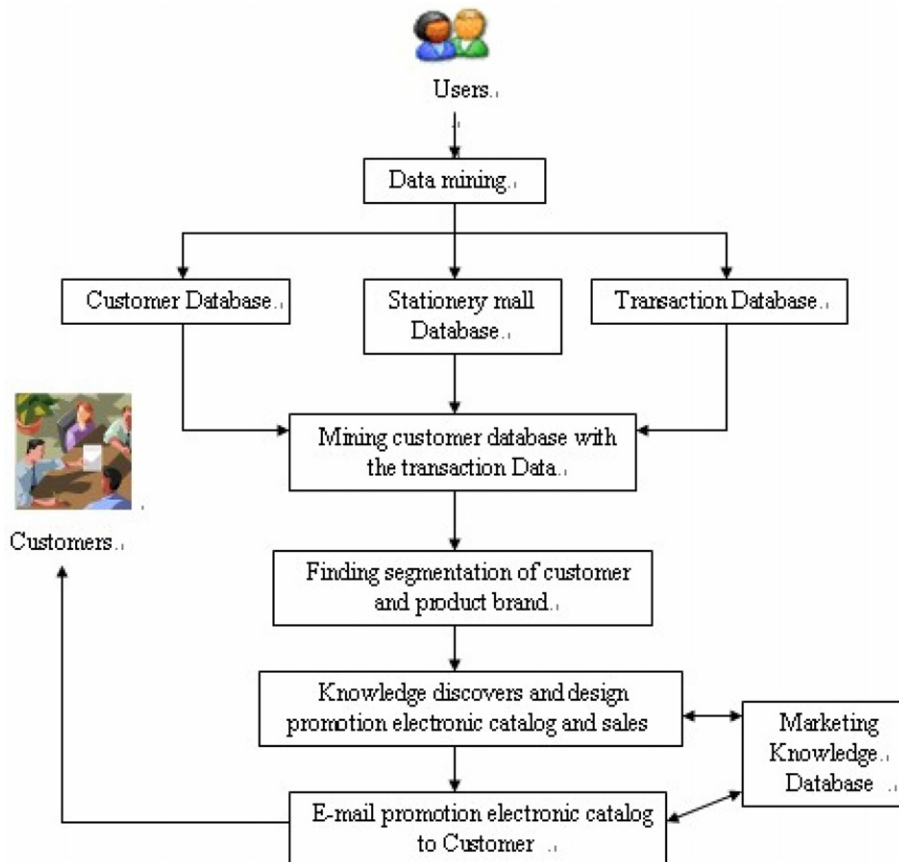 Users
Data mining
Customer Database
Stationery mall
Database
Transaction Database
Mining customer database with
the transaction Data
Customers
Finding segmentation of customer
and product brand
Knowledge discovers and design
promotion electronic catalog and sales
Marketing
Knowledge
Database
E-mail promotion electronic catalog
to Customer